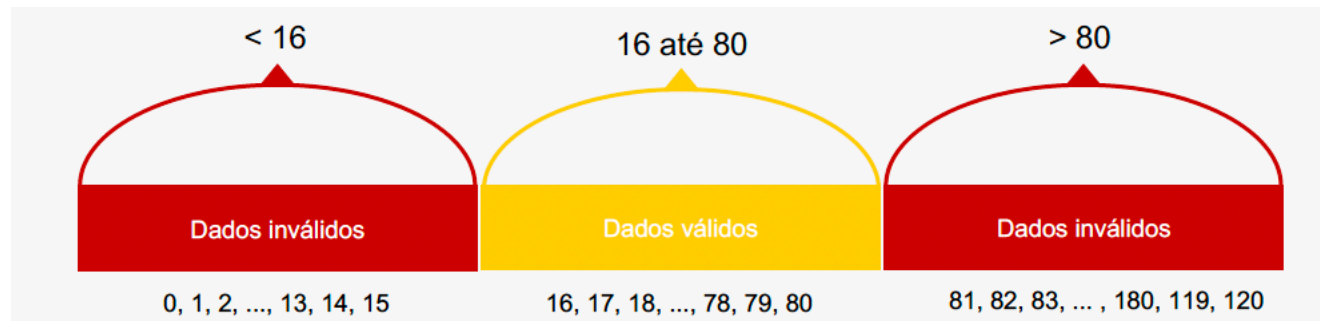 < 16
16 até 80
> 80
Dados inválidos
Dados válidos
Dados inválidos
0, 1, 2, ..., 13, 14, 15
16, 17, 18, ..., 78, 79, 80
81, 82, 83, ... , 180, 119, 120